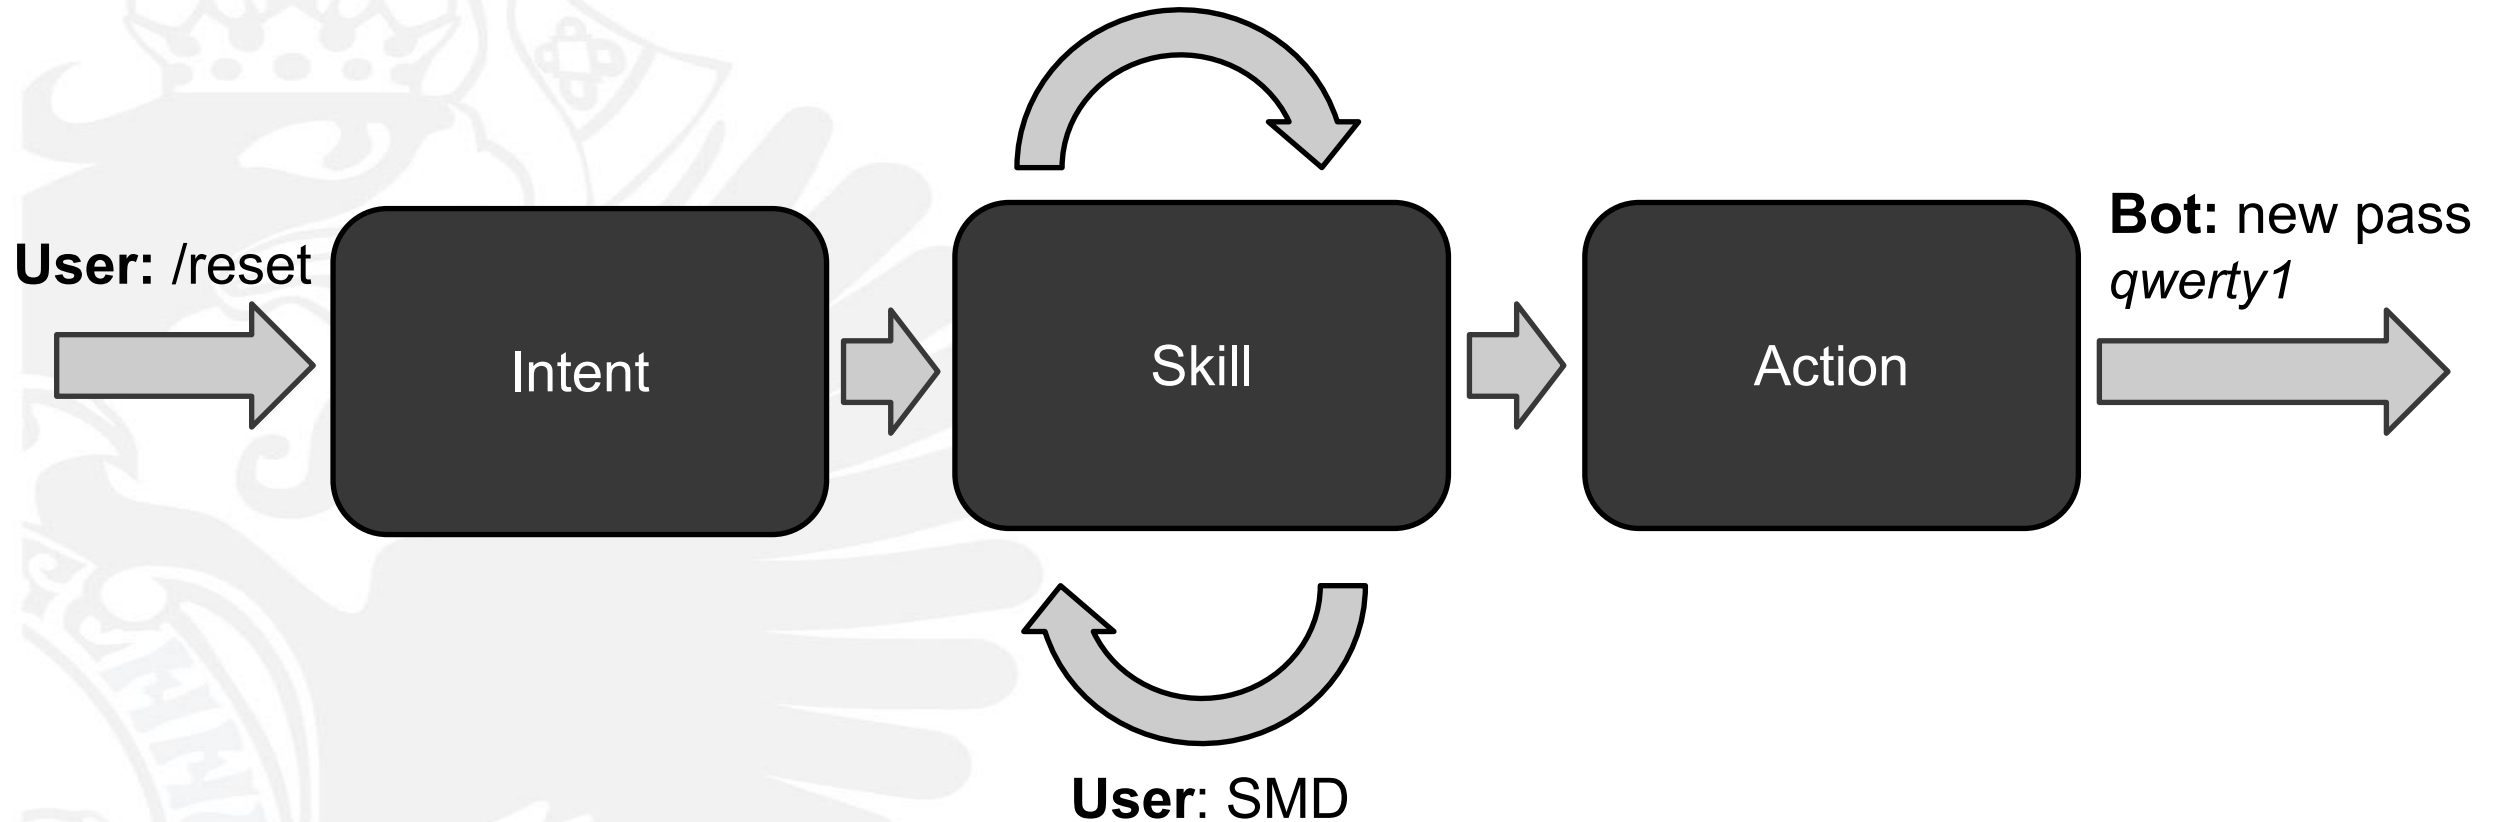 User: /reset
Intent
Skill
Action
Bot: new pass
qwerty1
User: SMD